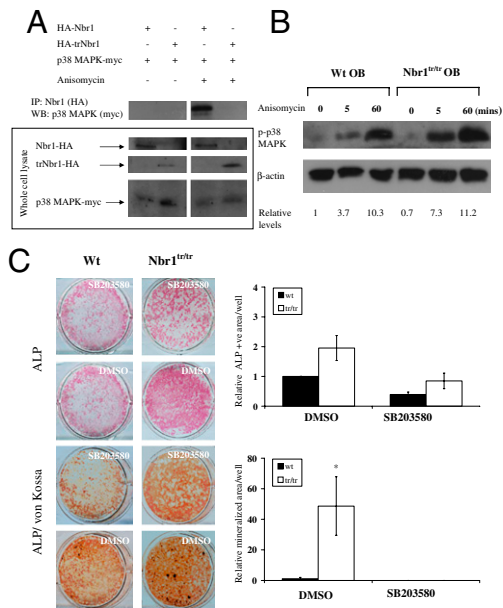 A
HA-Nbr1 + - + -
HA-trNbr1 - + - +
p38 MAPK-myc + + + +
Anisomycin - - + +
IP: Nbr1 (HA)
WB: p38 MAPK (myc)
Whole cell lysate
Nbr1-HA
trNbr1-HA
p38 MAPK-myc
B
Wt OB Nbr1tr/tr OB
Anisomycin 0 5 60 0 5 60 (mins)
p-p38
MAPK
β-actin
Relative
levels
1 3.7 10.3 0.7 7.3 11.2
C
Wt Nbr1tr/tr
ALP
SB203580 SB203580
DMSO DMSO
ALP/ von Kossa
SB203580 SB203580
DMSO DMSO
Relative ALP +ve area/well
4
3
2
1
0
wt
tr/tr
DMSO SB203580
Relative mineralized area/well
80
60
40
20
0
wt
tr/tr
*
DMSO SB203580